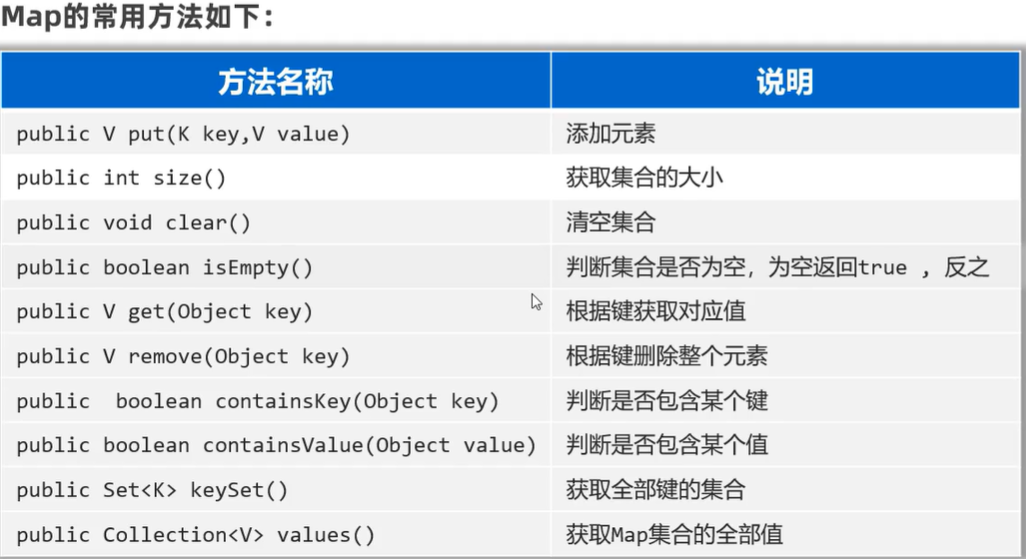 Map的常用方法如下：
方法名称 说明
public V put(K key,V value) 添加元素
public int size() 获取集合的大小
public void clear() 清空集合
public boolean isEmpty() 判断集合是否为空，为空返回true , 反之
public V get(Object key) 根据键获取对应值
public V remove(Object key) 根据键删除整个元素
public  boolean containsKey(Object key) 判断是否包含某个键
public boolean containsValue(Object value) 判断是否包含某个值
public Set<K> keySet() 获取全部键的集合
public Collection<V> values() 获取Map集合的全部值